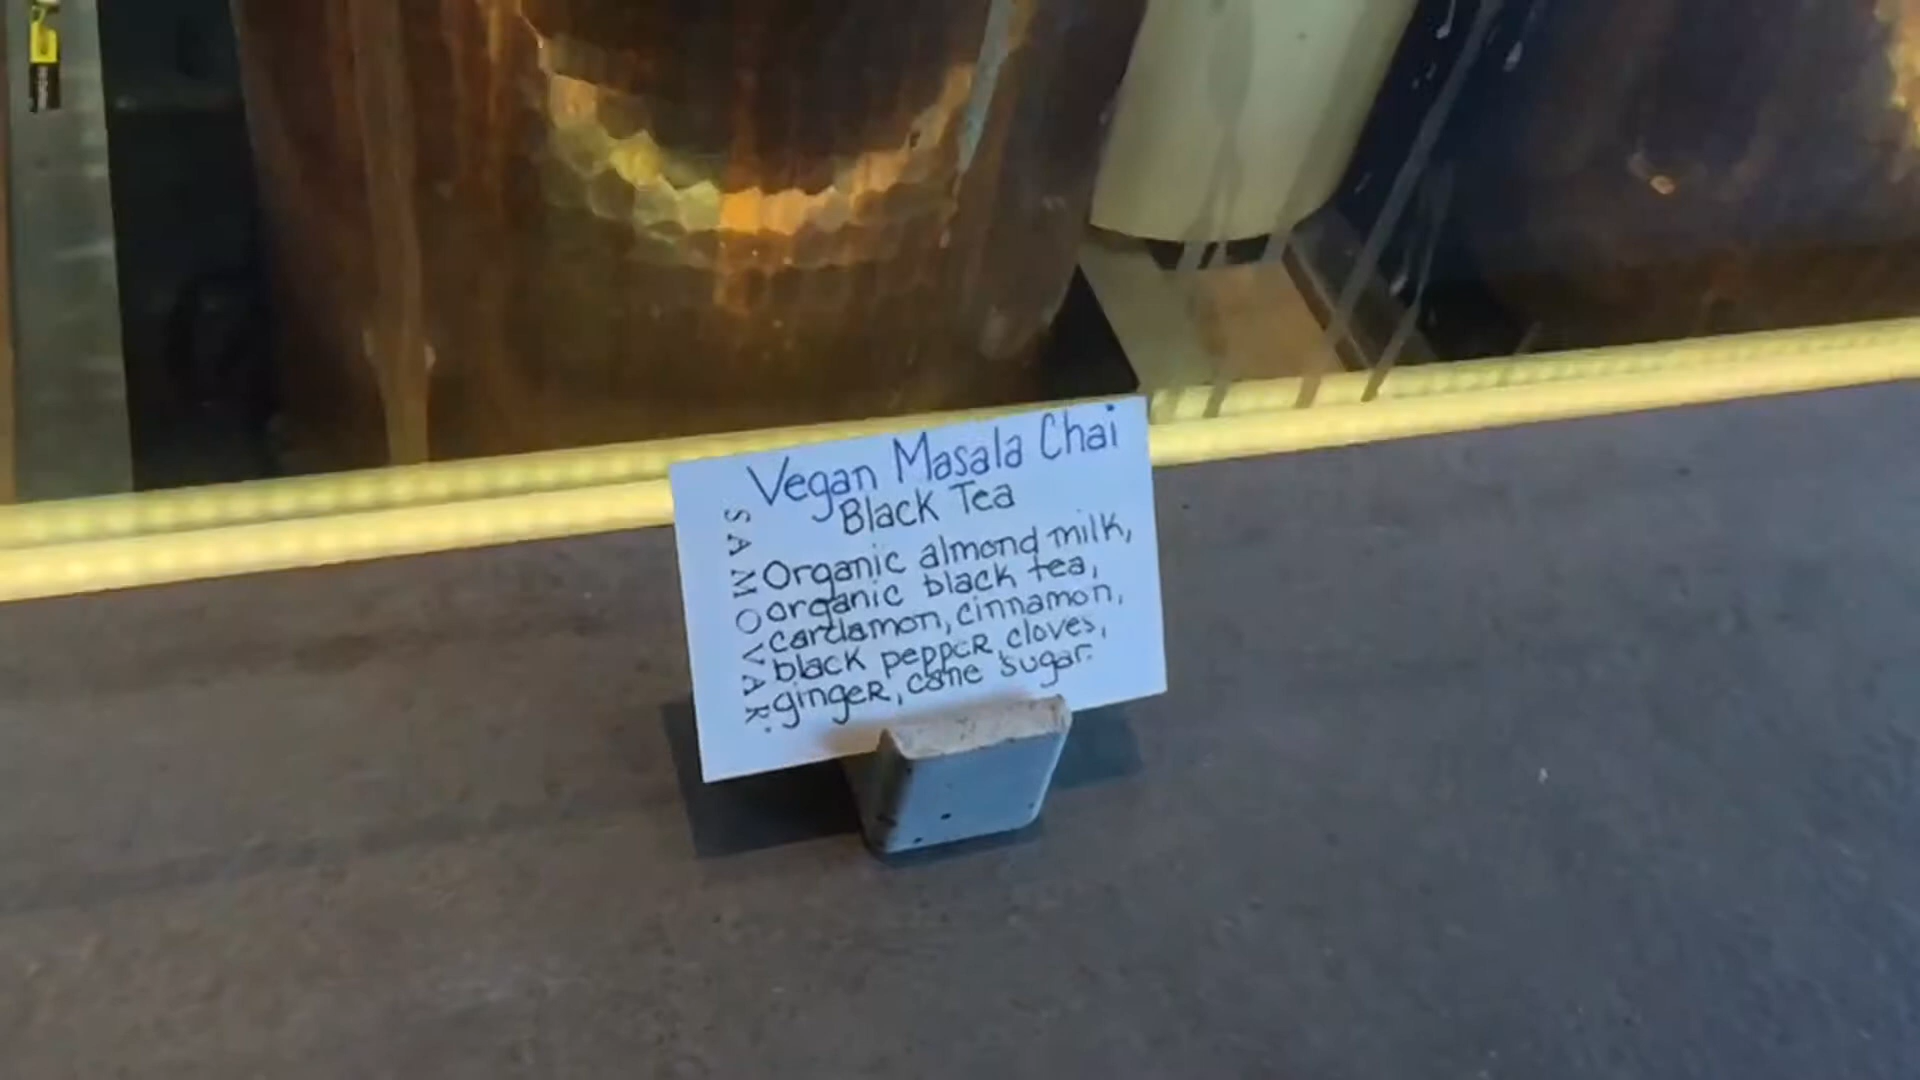 Vegan Masala Chai
Black Tea
SAMOVAR.
Organic almond milk,
organic black tea,
cardamon, cinnamon,
black pepper, cloves,
ginger, cane sugar.